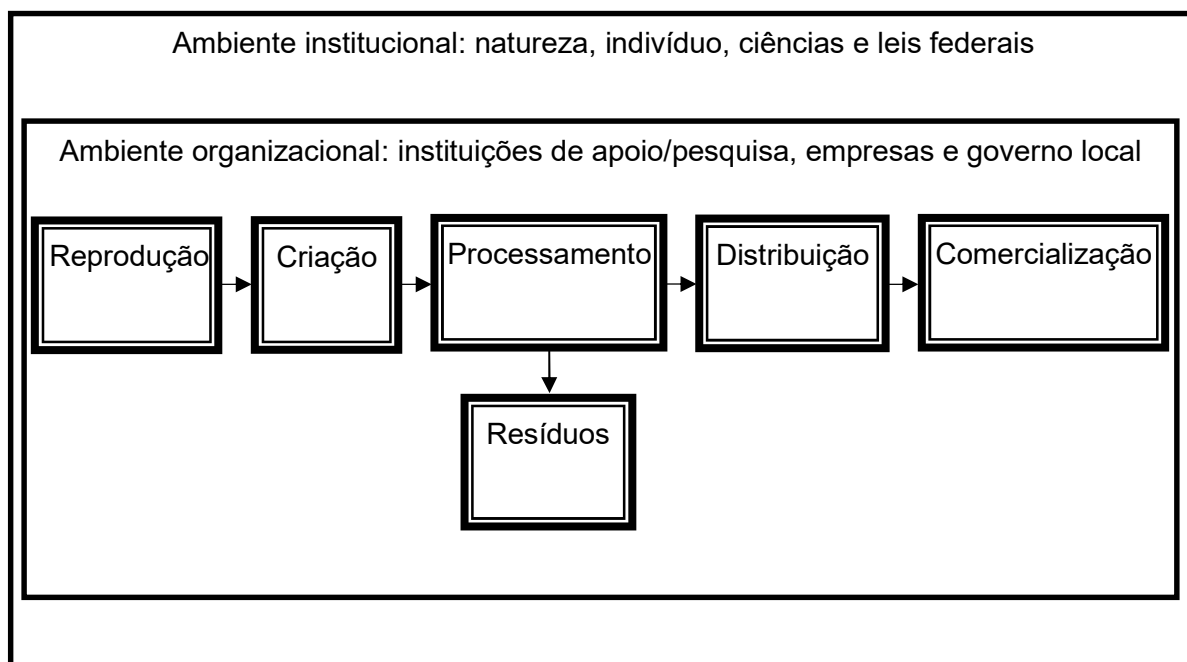 Ambiente institucional: natureza, indivíduo, ciências e leis federais
Ambiente organizacional: instituições de apoio/pesquisa, empresas e governo local
Reprodução
Criação
Processamento
Distribuição
Comercialização
Resíduos